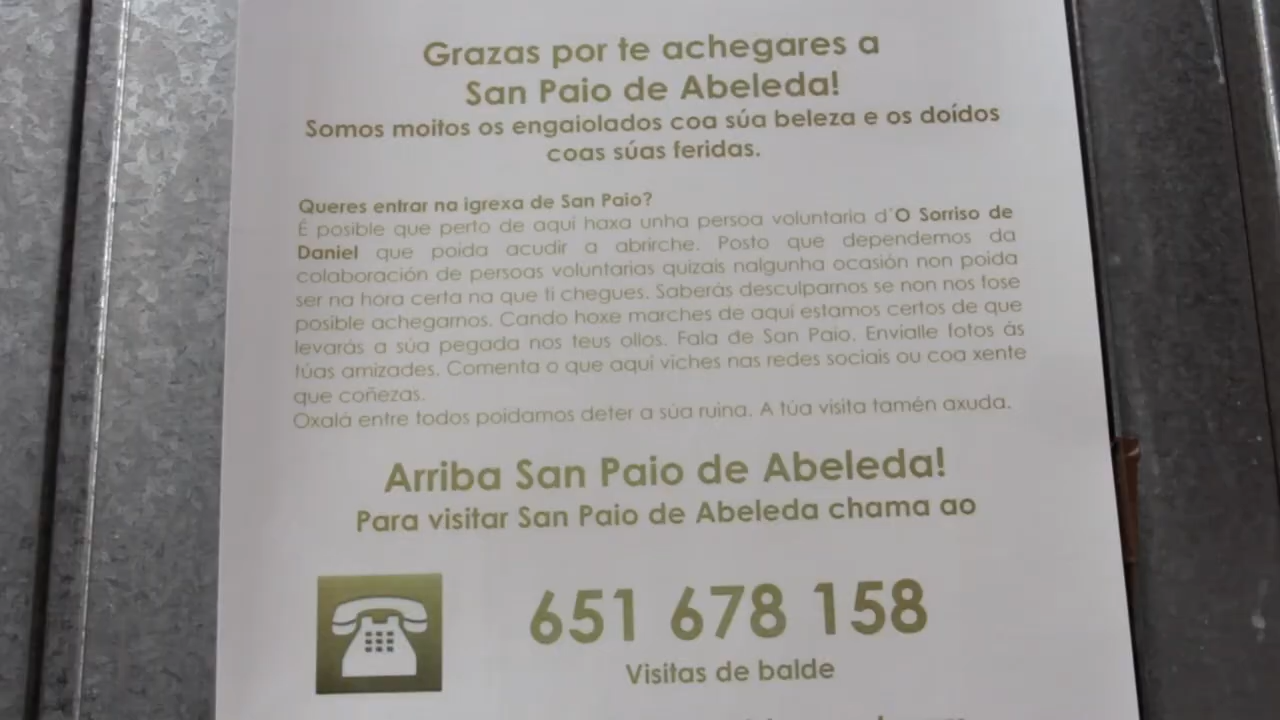 Grazas por te achegares a
San Paio de Abeleda!
Somos moitos os engaiolados coa súa beleza e os doídos
coas súas feridas.
Queres entrar na igrexa de San Paio?
É posible que perto de aquí haxa unha persoa voluntaria d´O Sorriso de
Daniel que poida acudir a abrirche. Posto que dependemos da
colaboración de persoas voluntarias quizais nalgunha ocasión non poida
ser na hora certa na que ti chegues. Saberás desculparnos se non nos fose
posible achegarnos. Cando hoxe marches de aquí estamos certos de que
levarás a súa pegada nos teus ollos. Fala de San Paio. Envialle fotos ás
túas amizades. Comenta o que aquí viches nas redes sociais ou coa xente
que coñezas.
Oxalá entre todos poidamos deter a súa ruina. A túa visita tamén axuda.
Arriba San Paio de Abeleda!
Para visitar San Paio de Abeleda chama ao
651 678 158
Visitas de balde